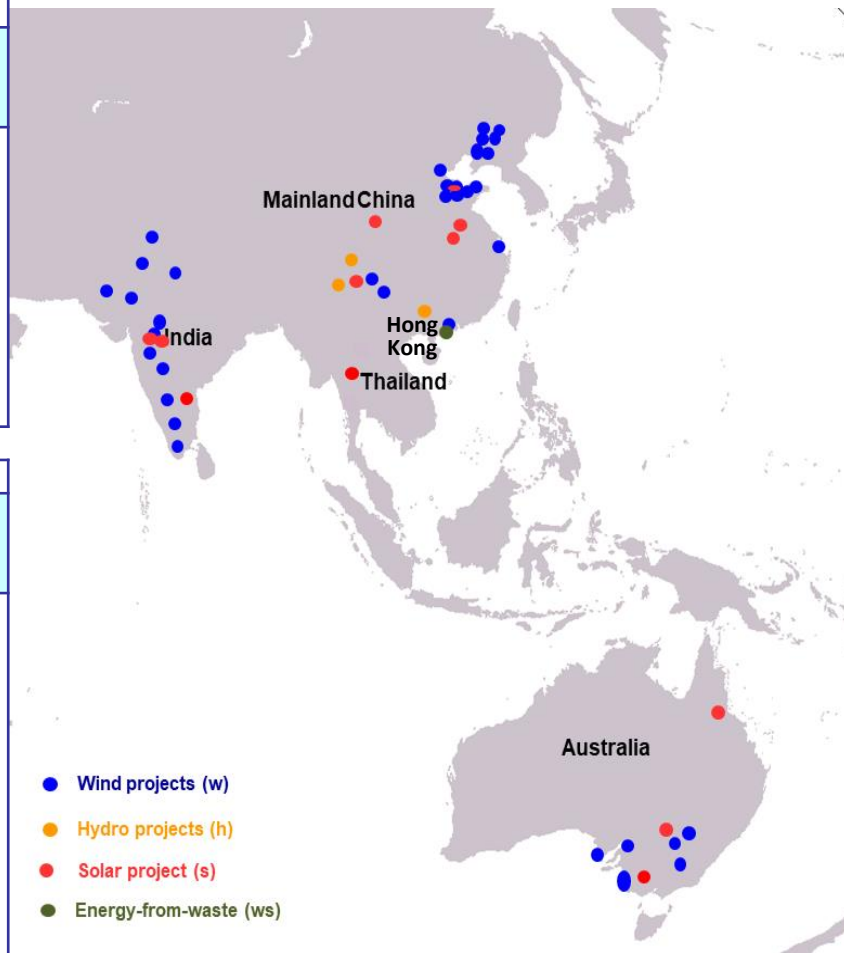 Mainland China
India
Hong
Kong
Thailand
Australia
Wind projects (w)
Hydro projects (h)
Solar project (s)
Energy-from-waste (ws)